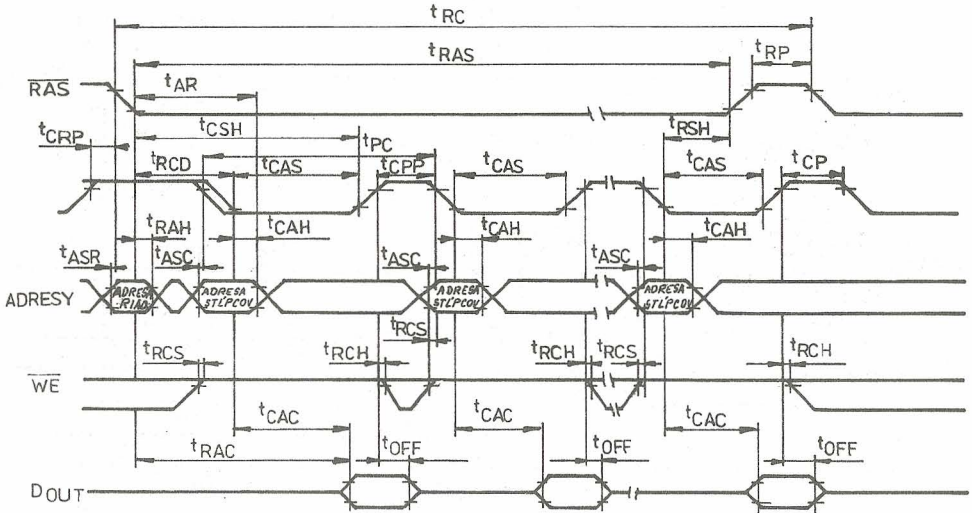 tRC
tRAS
tRP
RAS
tAR
tCRP
tCSH
tPC
tRSH
tRCD
tCAS
tCPP
tCAS
tCAS
tCP
tRAH
tCAH
tCAH
tCAH
tASR
tASC
tASC
tASC
ADRESY
ADRESA
RIAD.
ADRESA
STĹPCOV
ADRESA
STĹPCOV
ADRESA
STĹPCOV
tRCS
tRCS
tRCH
tRCH
tRCS
tRCH
WE
tCAC
tCAC
tCAC
tRAC
tOFF
tOFF
tOFF
DOUT